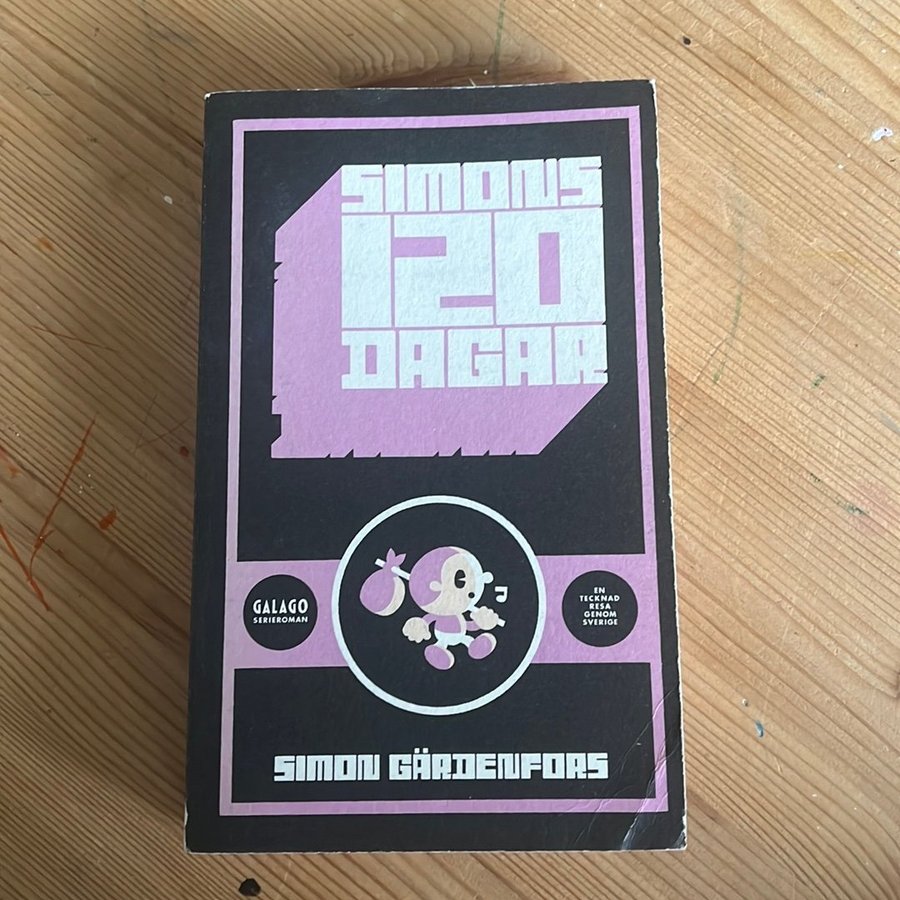 SIMONS
120
DAGAR
GALAGO
SERIEROMAN
EN
TECKNAD
RESA
GENOM
SVERIGE
SIMON GÄRDENFORS